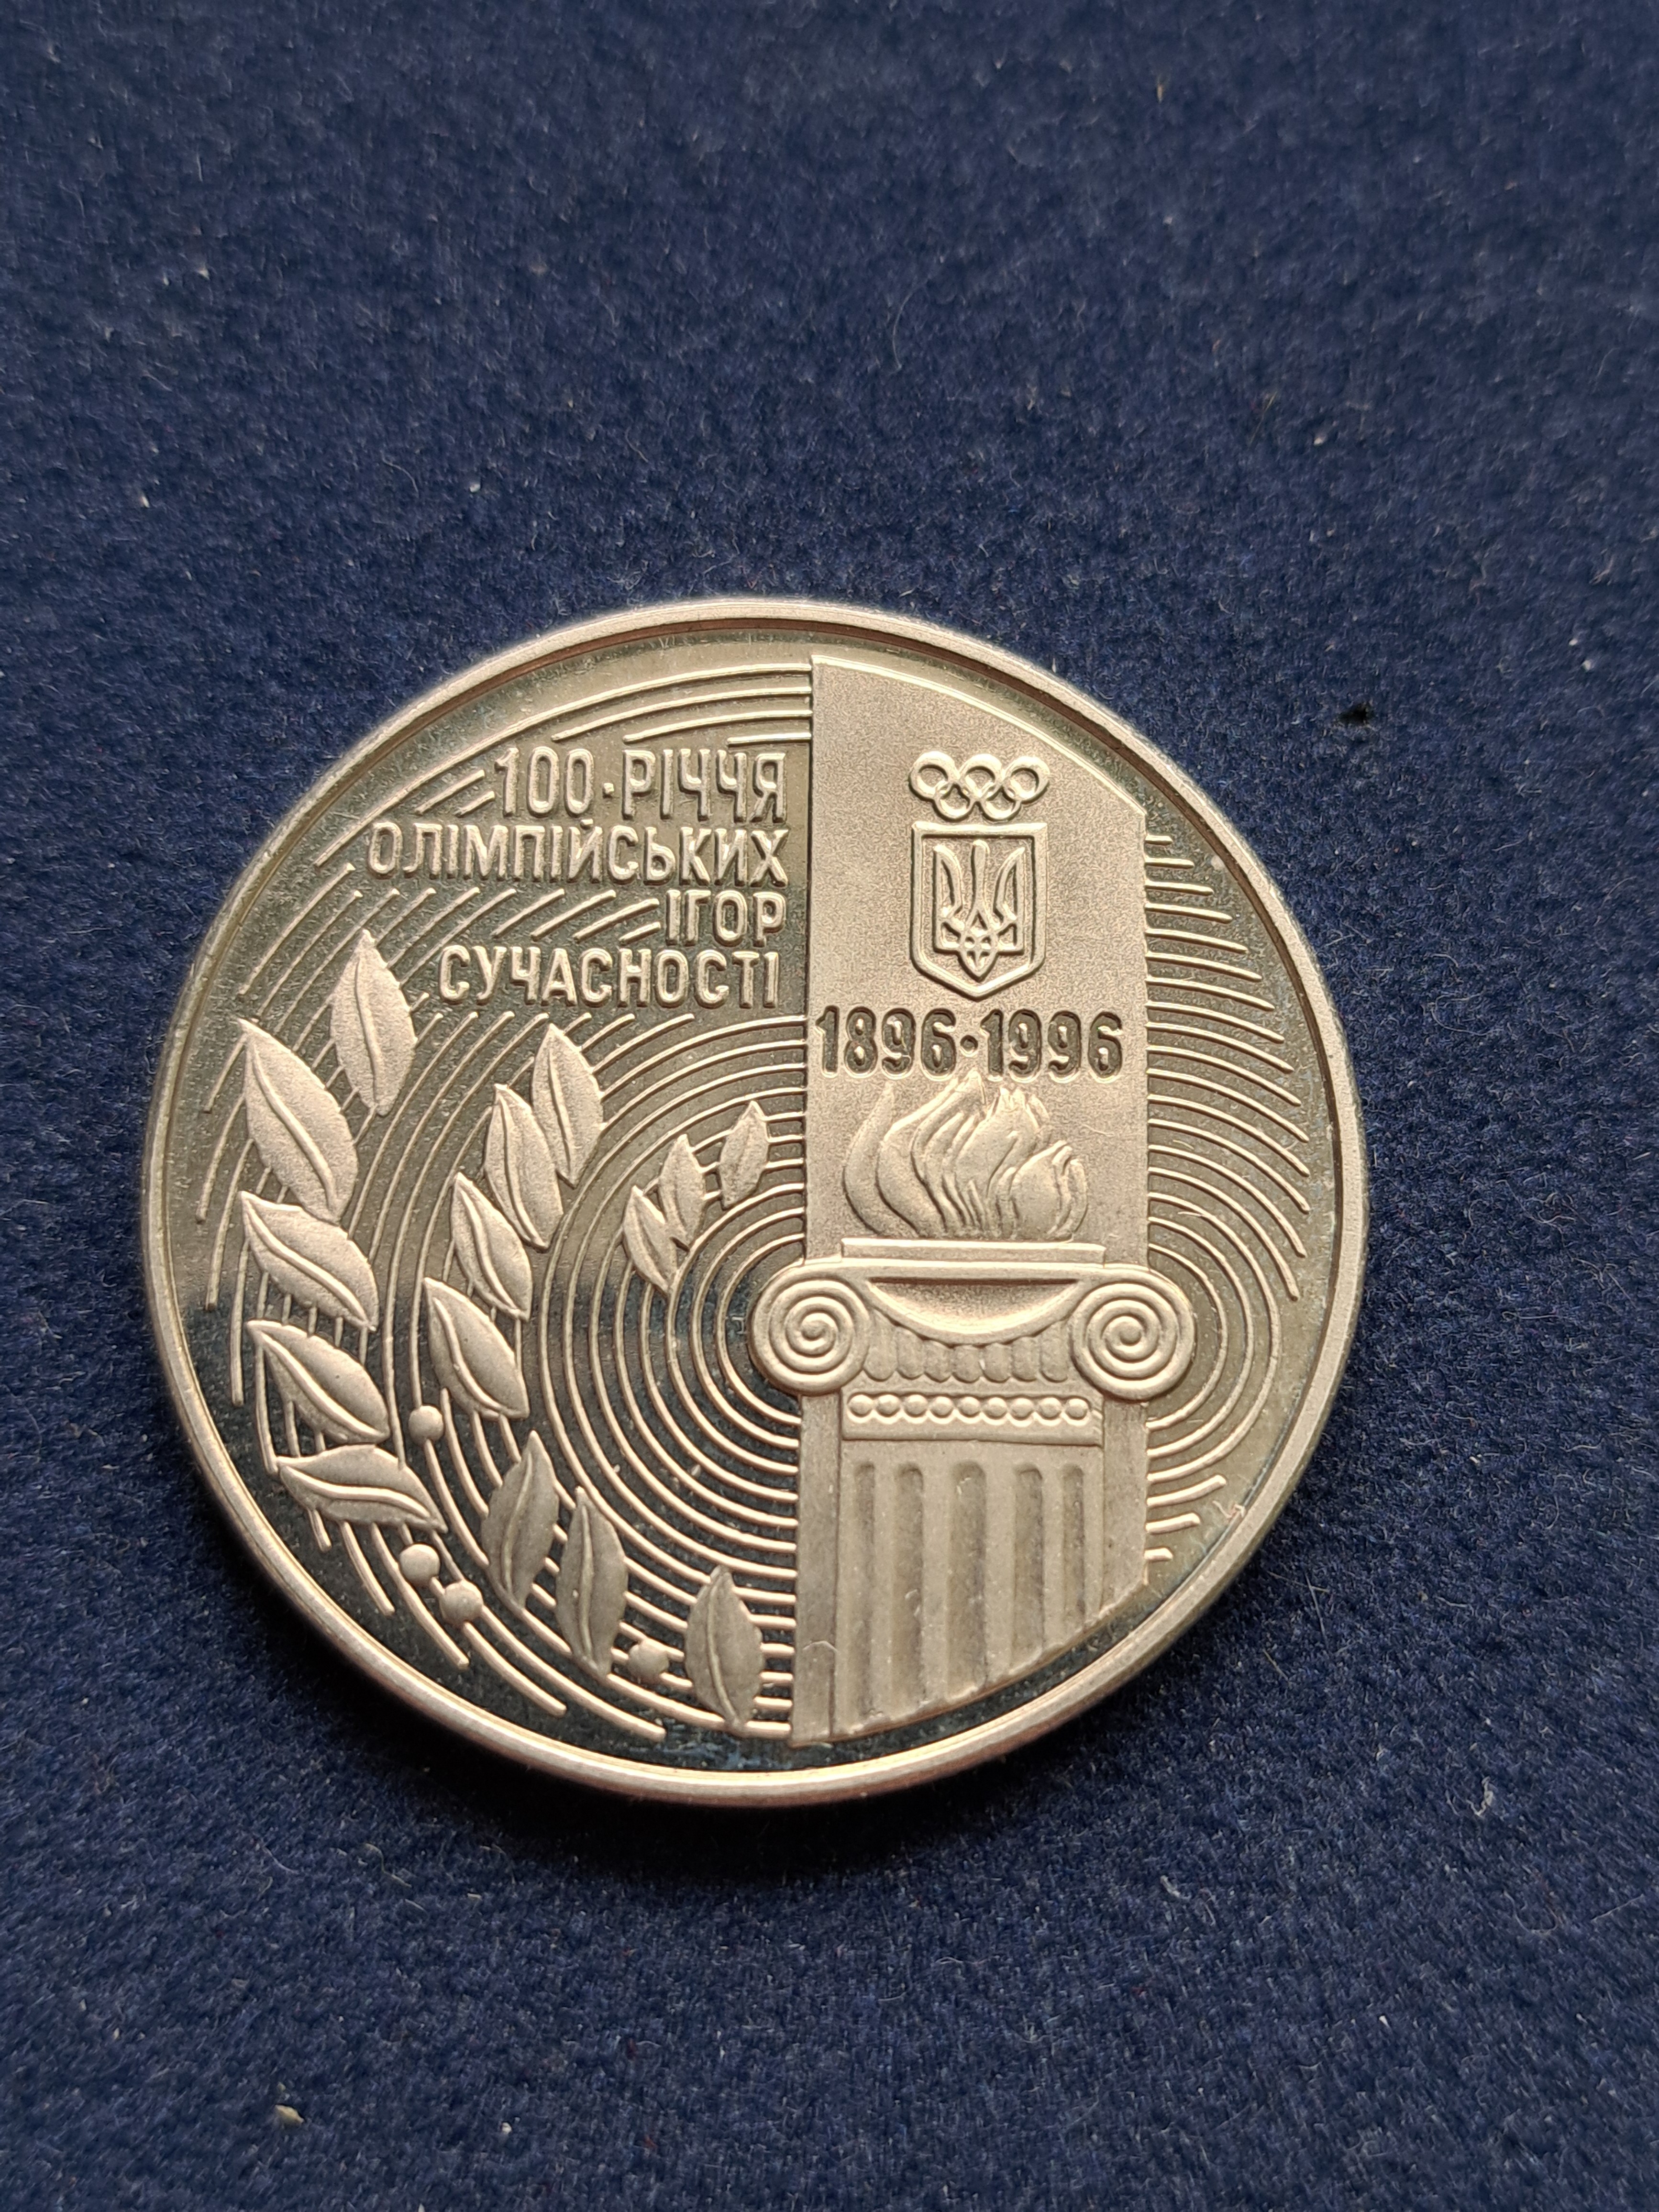 100·РІЧЧЯ
ОЛІМПІЙСЬКИХ
ІГОР
СУЧАСНОСТІ
1896·1996